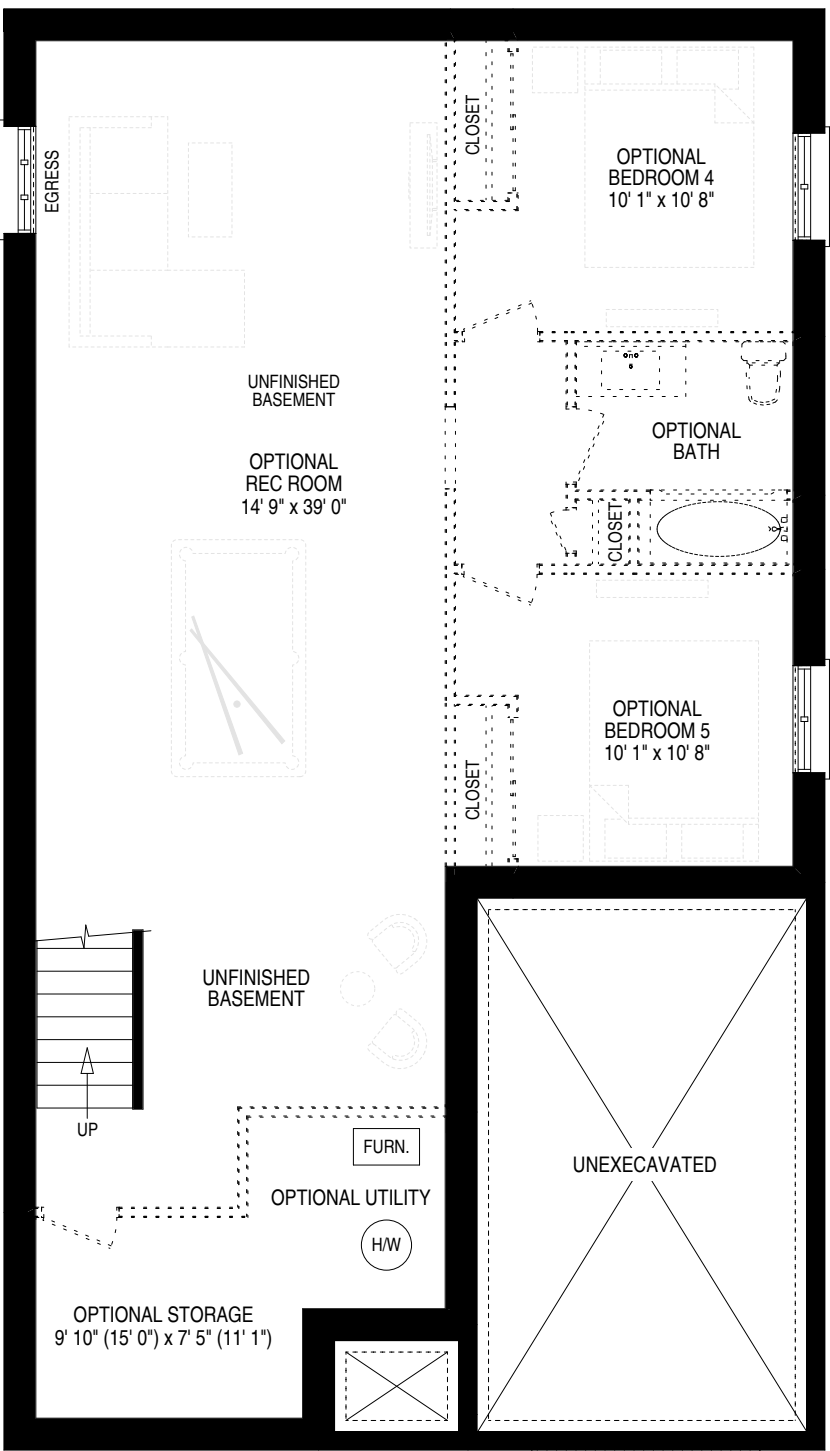 CLOSET
OPTIONAL
BEDROOM 4
10' 1" x 10' 8"
EGRESS
UNFINISHED
BASEMENT
OPTIONAL
REC ROOM
14' 9" x 39' 0"
OPTIONAL
BATH
CLOSET
OPTIONAL
BEDROOM 5
10' 1" x 10' 8"
CLOSET
UNFINISHED
BASEMENT
UP
FURN.
OPTIONAL UTILITY
H/W
UNEXECAVATED
OPTIONAL STORAGE
9' 10" (15' 0") x 7' 5" (11' 1")